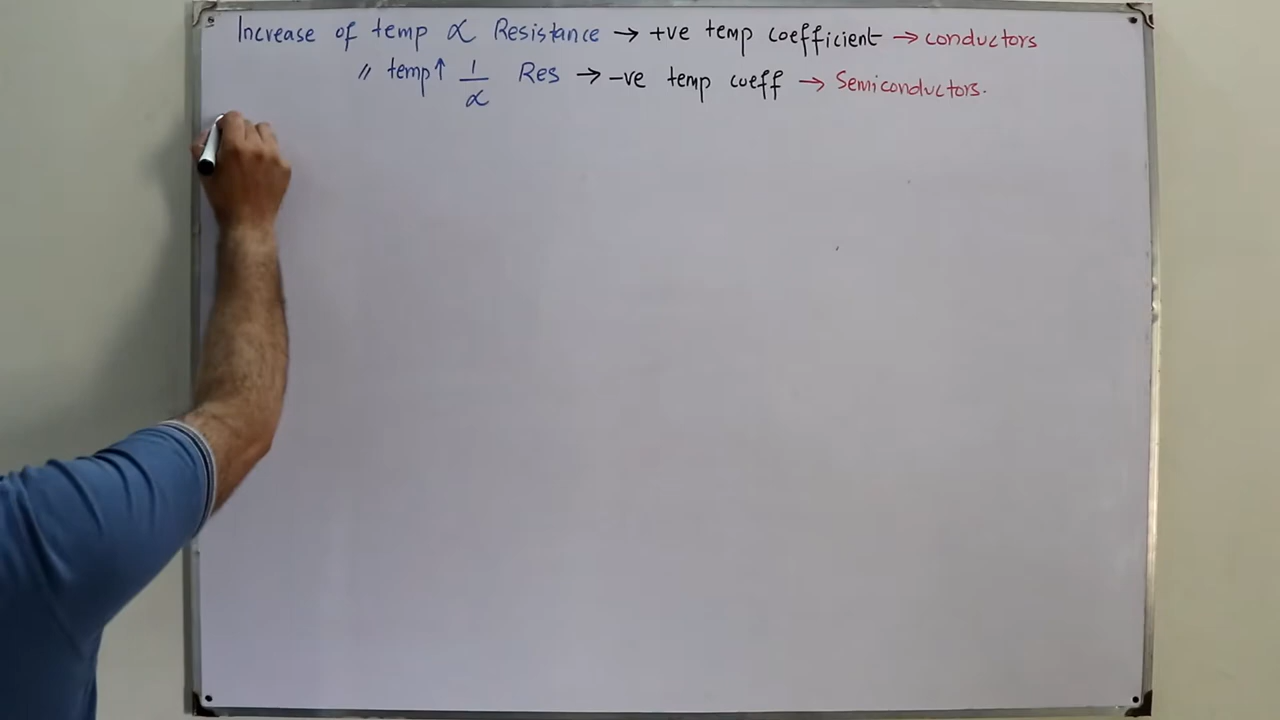 Increase of temp ∝ Resistance → +ve temp coefficient → conductors
〃 temp↑ 1/∝ Res → -ve temp coeff → Semiconductors.